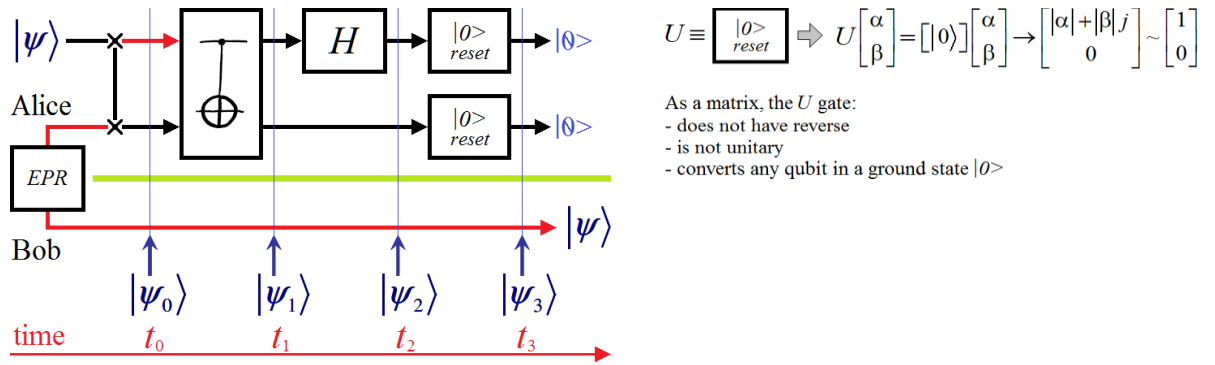 |ψ⟩
H
|0>
reset
|0>
Alice
|0>
reset
|0>
EPR
|ψ⟩
Bob
|ψ₀⟩ |ψ₁⟩ |ψ₂⟩ |ψ₃⟩
time t₀ t₁ t₂ t₃
U ≡ |0> reset ⇨ U[α β] = [|0⟩][α β] → [|α|+|β|j 0] ~ [1 0]
As a matrix, the U gate:
- does not have reverse
- is not unitary
- converts any qubit in a ground state |0>